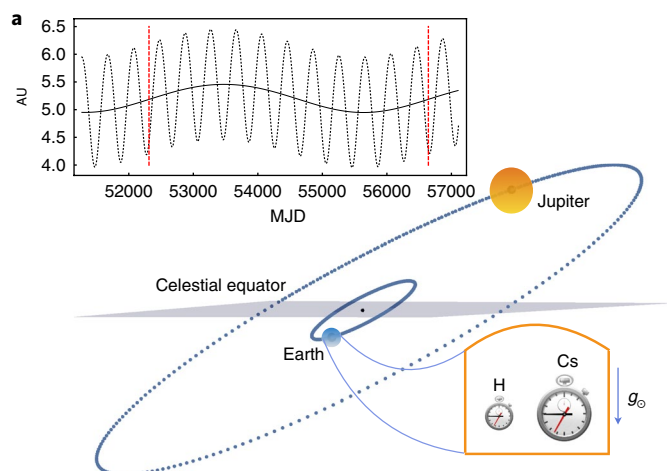 a
6.5
6.0
5.5
5.0
4.5
4.0
AU
52000 53000 54000 55000 56000 57000
MJD
Jupiter
Celestial equator
Earth
Cs
H
g⊙